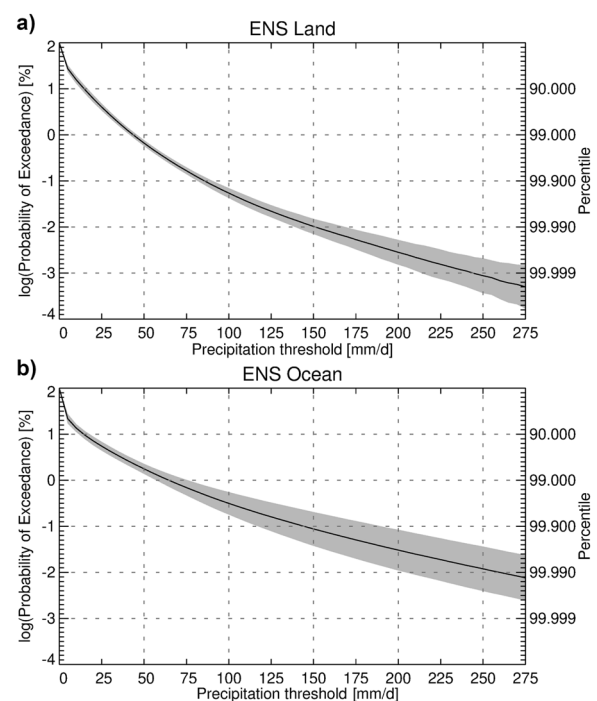 a)
ENS Land
log(Probability of Exceedance) [%]
2
1
0
-1
-2
-3
-4
90.000
99.000
99.900
99.990
99.999
Percentile
0 25 50 75 100 125 150 175 200 225 250 275
Precipitation threshold [mm/d]
b)
ENS Ocean
log(Probability of Exceedance) [%]
2
1
0
-1
-2
-3
-4
90.000
99.000
99.900
99.990
99.999
Percentile
0 25 50 75 100 125 150 175 200 225 250 275
Precipitation threshold [mm/d]